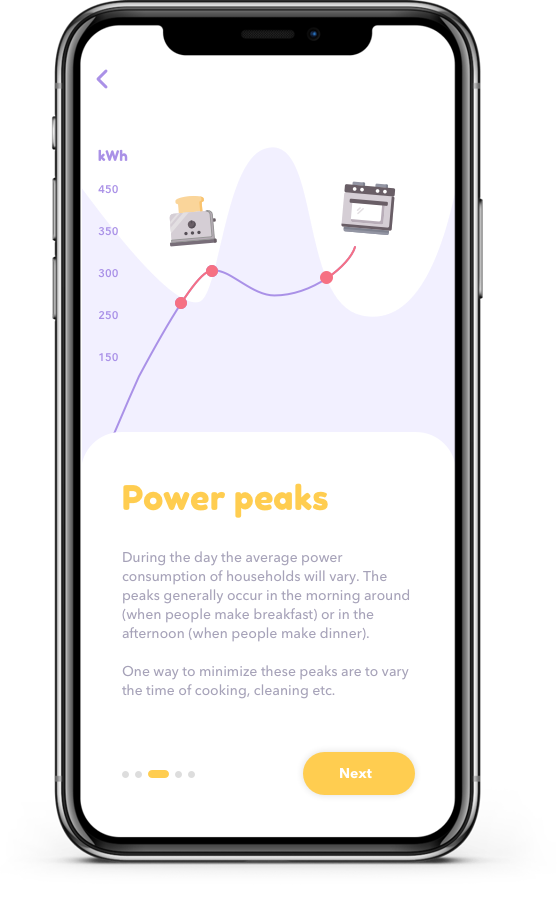 kWh
450
350
300
250
150
Power peaks
During the day the average power
consumption of households will vary. The
peaks generally occur in the morning around
(when people make breakfast) or in the
afternoon (when people make dinner).
One way to minimize these peaks are to vary
the time of cooking, cleaning etc.
Next